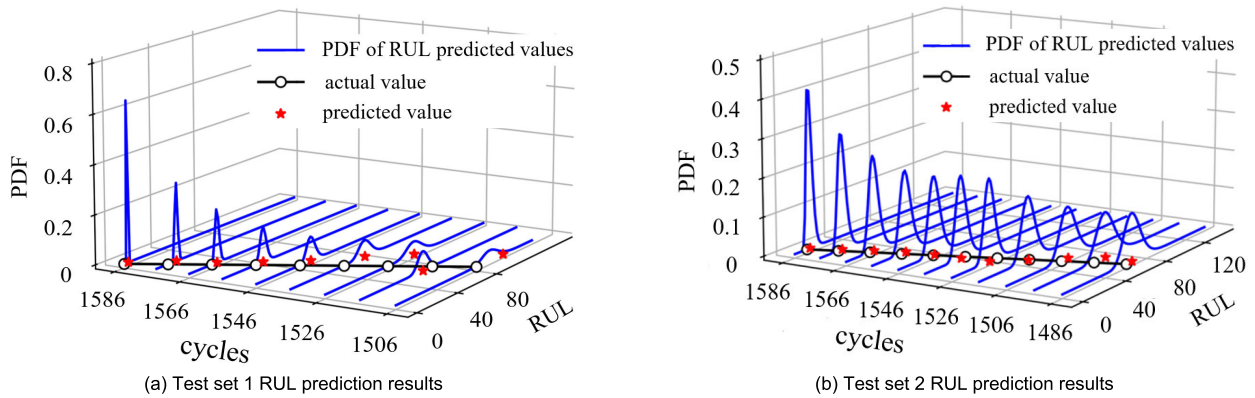 PDF of RUL predicted values
actual value
predicted value
0.8
0.6
0.4
0.2
0
PDF
1586
1566
1546
1526
1506
cycles
0
40
80
RUL
(a) Test set 1 RUL prediction results
PDF of RUL predicted values
actual value
predicted value
0.5
0.4
0.3
0.2
0.1
0
PDF
1586
1566
1546
1526
1506
1486
cycles
0
40
80
120
RUL
(b) Test set 2 RUL prediction results